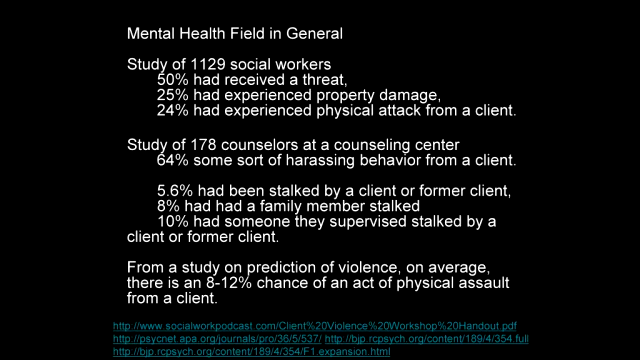 Mental Health Field in General
Study of 1129 social workers
50% had received a threat,
25% had experienced property damage,
24% had experienced physical attack from a client.
Study of 178 counselors at a counseling center
64% some sort of harassing behavior from a client.
5.6% had been stalked by a client or former client,
8% had had a family member stalked
10% had someone they supervised stalked by a
client or former client.
From a study on prediction of violence, on average,
there is an 8-12% chance of an act of physical assault
from a client.
http://www.socialworkpodcast.com/Client%20Violence%20Workshop%20Handout.pdf
http://psycnet.apa.org/journals/pro/36/5/537/ http://bjp.rcpsych.org/content/189/4/354.full
http://bjp.rcpsych.org/content/189/4/354/F1.expansion.html